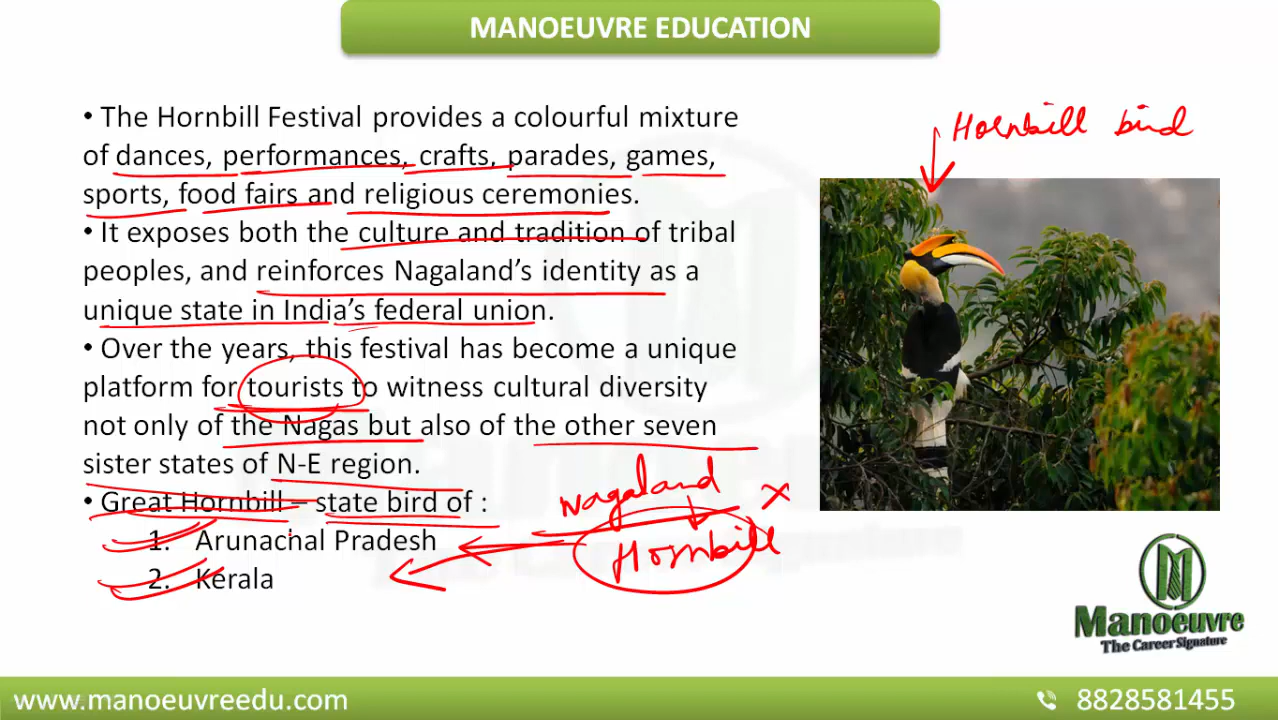 MANOEUVRE EDUCATION
• The Hornbill Festival provides a colourful mixture
of dances, performances, crafts, parades, games,
sports, food fairs and religious ceremonies.
• It exposes both the culture and tradition of tribal
peoples, and reinforces Nagaland's identity as a
unique state in India's federal union.
• Over the years, this festival has become a unique
platform for tourists to witness cultural diversity
not only of the Nagas but also of the other seven
sister states of N-E region.
• Great Hornbill – state bird of :
1. Arunachal Pradesh
2. Kerala
Hornbill bird
Nagaland
Hornbill
Manoeuvre
The Career Signature
www.manoeuvreedu.com
8828581455